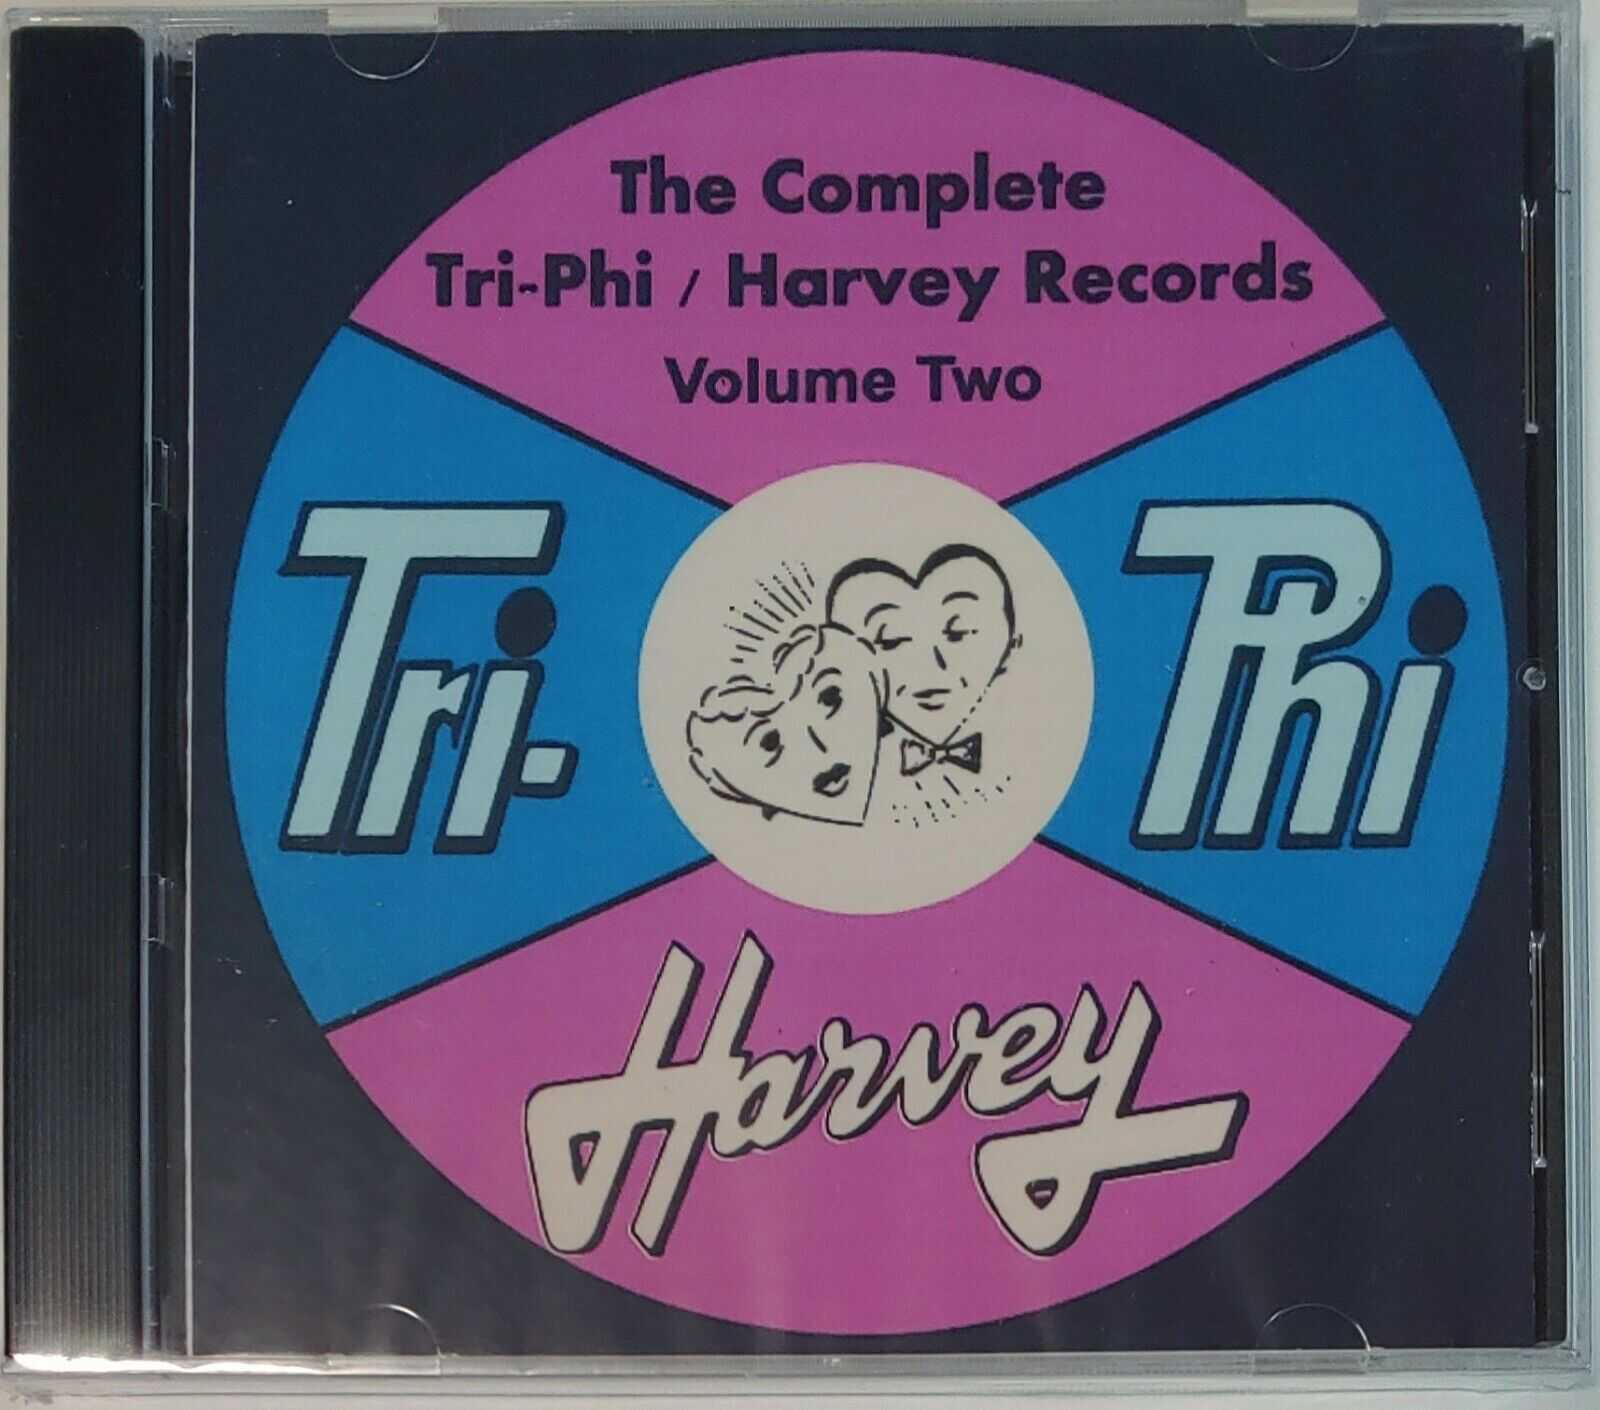 The Complete
Tri-Phi / Harvey Records
Volume Two
Tri-
Phi
Harvey